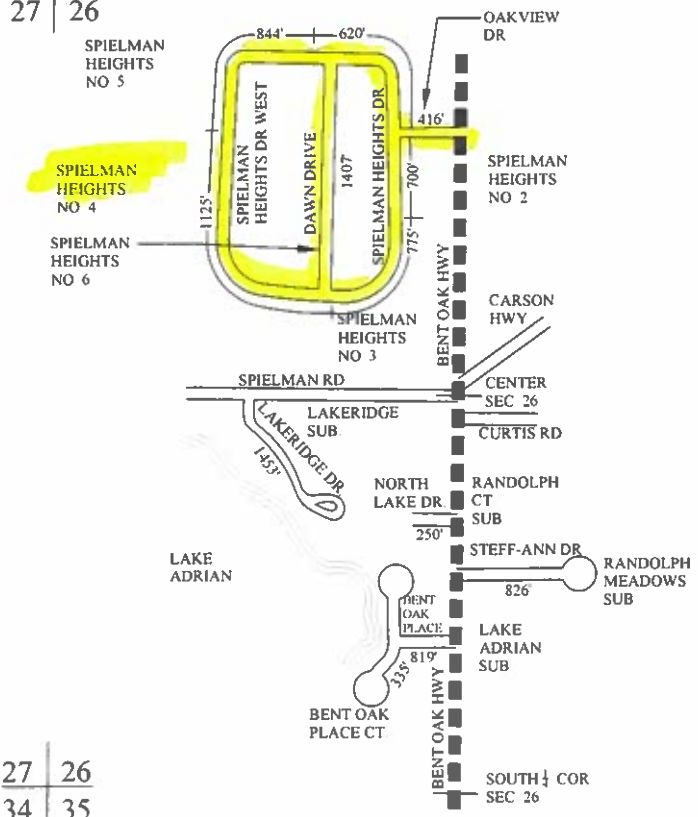 27 26
844'
620'
OAKVIEW
DR
SPIELMAN
HEIGHTS
NO 5
416'
SPIELMAN
HEIGHTS
NO 4
SPIELMAN
HEIGHTS DR WEST
DAWN DRIVE
1407'
SPIELMAN HEIGHTS DR
700'
775'
1125'
SPIELMAN
HEIGHTS
NO 2
SPIELMAN
HEIGHTS
NO 6
BENT OAK HWY
SPIELMAN
HEIGHTS
NO 3
CARSON
HWY
SPIELMAN RD
CENTER
SEC 26
LAKERIDGE
SUB
CURTIS RD
LAKERIDGE DR
1453'
NORTH
LAKE DR.
250'
RANDOLPH
CT
SUB
STEFF-ANN DR
826'
RANDOLPH
MEADOWS
SUB
LAKE
ADRIAN
BENT
OAK
PLACE
819'
335'
LAKE
ADRIAN
SUB
BENT OAK
PLACE CT
BENT OAK HWY
SOUTH ¼ COR
SEC 26
27 26
34 35